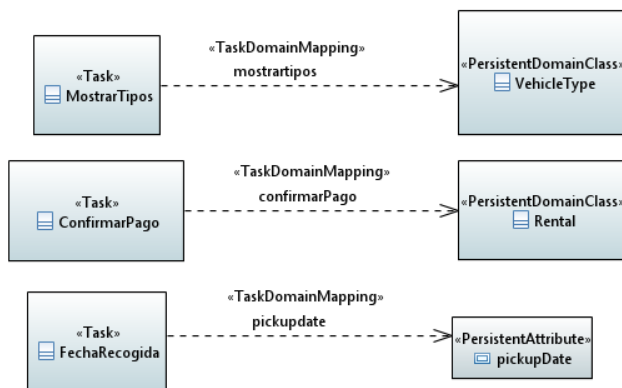 «Task»
MostrarTipos
«TaskDomainMapping»
mostrartipos
«PersistentDomainClass»
VehicleType
«Task»
ConfirmarPago
«TaskDomainMapping»
confirmarPago
«PersistentDomainClass»
Rental
«Task»
FechaRecogida
«TaskDomainMapping»
pickupdate
«PersistentAttribute»
pickupDate